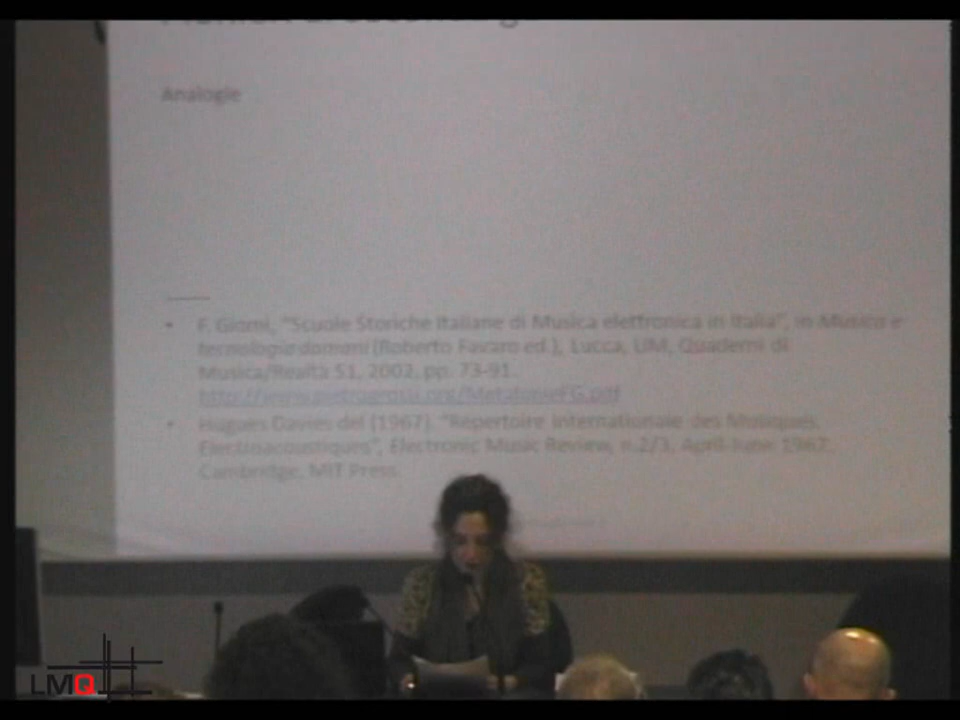 Analogie
• F. Giomi, "Scuole Storiche Italiane di Musica elettronica in Italia", in Musica e
tecnologia domani (Roberto Favaro ed.), Lucca, LIM, Quaderni di
Musica/Realtà 51, 2002, pp. 73-91.
• Hugues Davies del (1967). "Répertoire internationale des Musiques
Electroacoustiques", Electronic Music Review, n.2/3, April-June 1967,
Cambridge, MIT Press.
LMQ